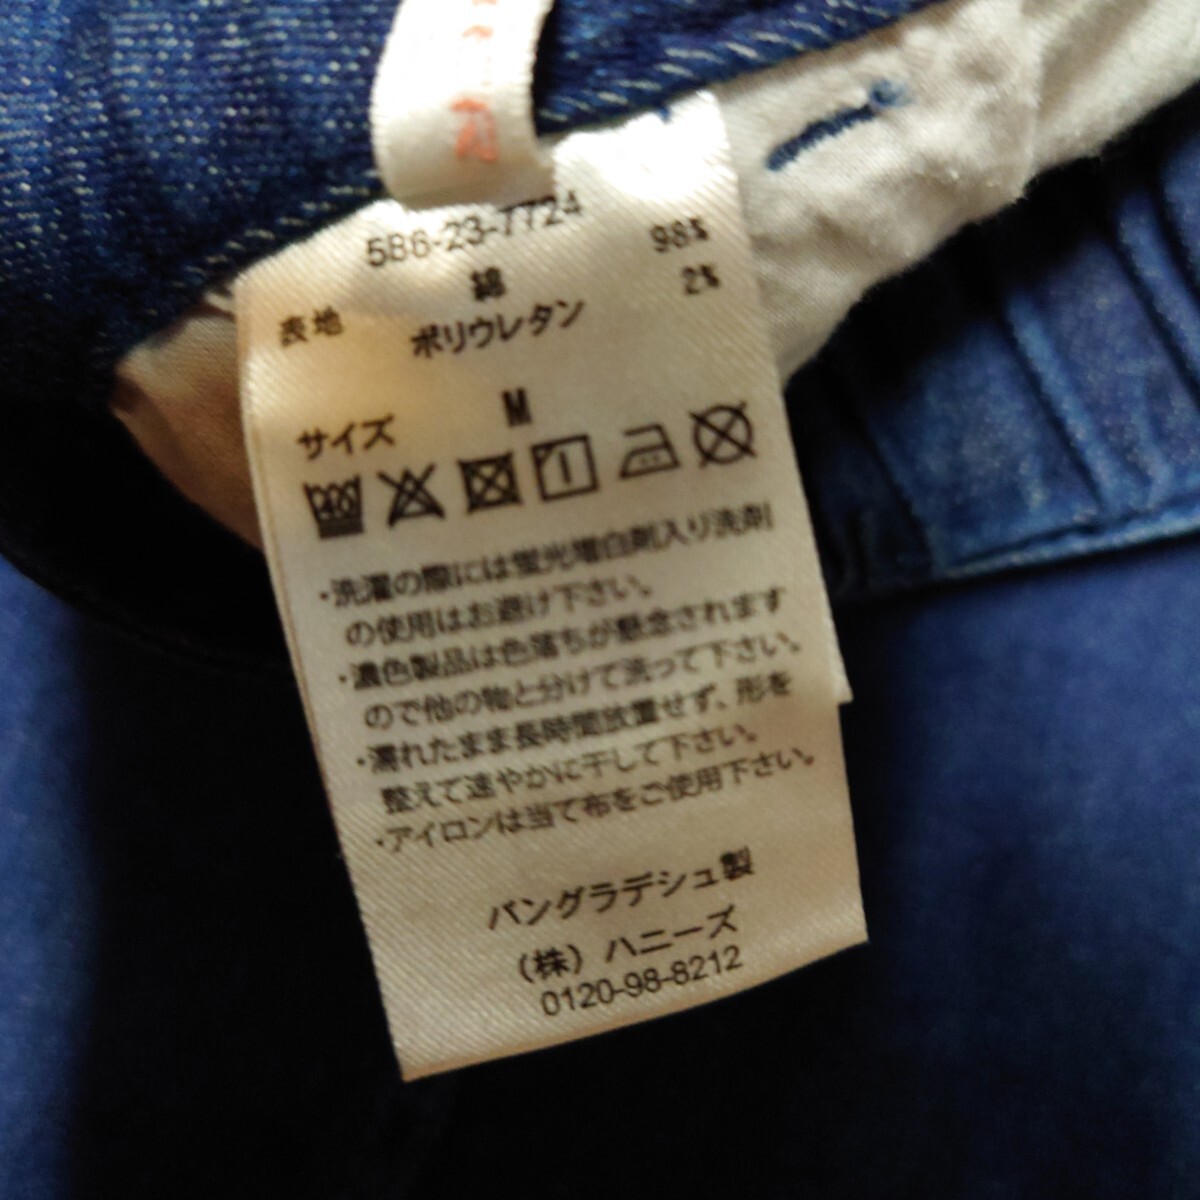 5B6-23-7724
表地 綿 98%
ポリウレタン 2%
サイズ M
40
・洗濯の際には蛍光増白剤入り洗剤
の使用はお避け下さい。
・濃色製品は色落ちが懸念されます
ので他の物と分けて洗って下さい。
・濡れたまま長時間放置せず、形を
整えて速やかに干して下さい。
・アイロンは当て布をご使用下さい。
バングラデシュ製
(株) ハニーズ
0120-98-8212